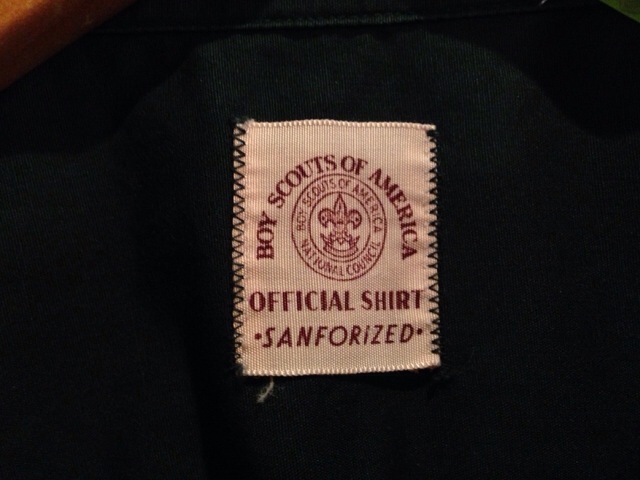 BOY SCOUTS OF AMERICA
BOY SCOUTS OF AMERICA
NATIONAL COUNCIL
OFFICIAL SHIRT
•SANFORIZED•